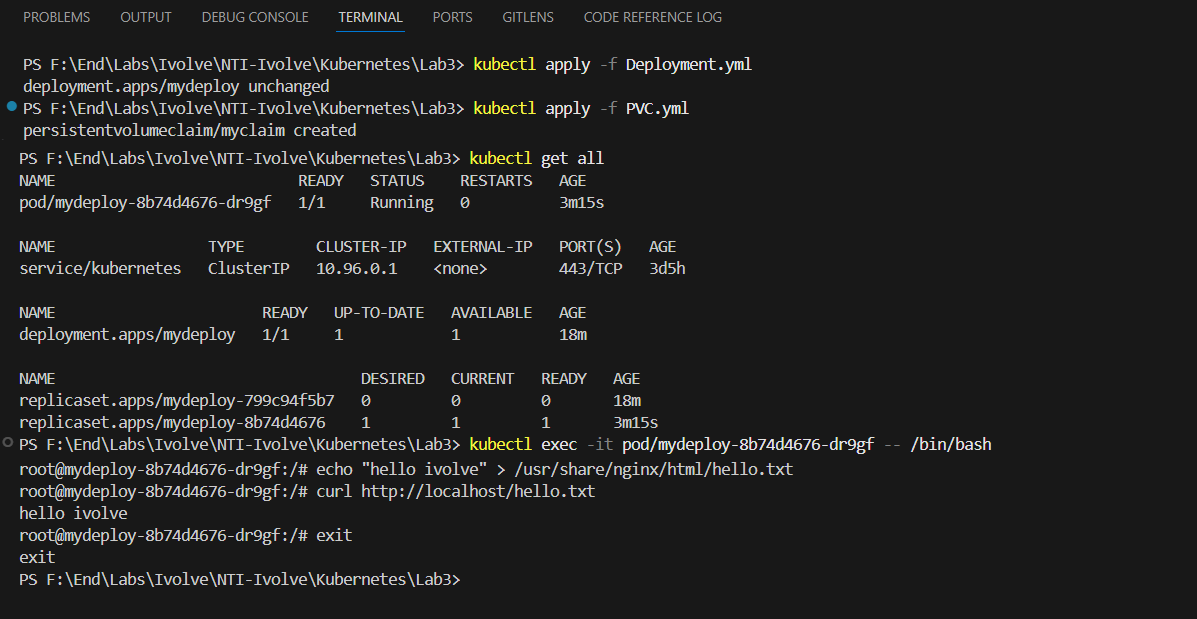 PROBLEMS OUTPUT DEBUG CONSOLE TERMINAL PORTS GITLENS CODE REFERENCE LOG
PS F:\End\Labs\Ivolve\NTI-Ivolve\Kubernetes\Lab3> kubectl apply -f Deployment.yml
deployment.apps/mydeploy unchanged
PS F:\End\Labs\Ivolve\NTI-Ivolve\Kubernetes\Lab3> kubectl apply -f PVC.yml
persistentvolumeclaim/myclaim created
PS F:\End\Labs\Ivolve\NTI-Ivolve\Kubernetes\Lab3> kubectl get all
NAME READY STATUS RESTARTS AGE
pod/mydeploy-8b74d4676-dr9gf 1/1 Running 0 3m15s
NAME TYPE CLUSTER-IP EXTERNAL-IP PORT(S) AGE
service/kubernetes ClusterIP 10.96.0.1 <none> 443/TCP 3d5h
NAME READY UP-TO-DATE AVAILABLE AGE
deployment.apps/mydeploy 1/1 1 1 18m
NAME DESIRED CURRENT READY AGE
replicaset.apps/mydeploy-799c94f5b7 0 0 0 18m
replicaset.apps/mydeploy-8b74d4676 1 1 1 3m15s
PS F:\End\Labs\Ivolve\NTI-Ivolve\Kubernetes\Lab3> kubectl exec -it pod/mydeploy-8b74d4676-dr9gf -- /bin/bash
root@mydeploy-8b74d4676-dr9gf:/# echo "hello ivolve" > /usr/share/nginx/html/hello.txt
root@mydeploy-8b74d4676-dr9gf:/# curl http://localhost/hello.txt
hello ivolve
root@mydeploy-8b74d4676-dr9gf:/# exit
exit
PS F:\End\Labs\Ivolve\NTI-Ivolve\Kubernetes\Lab3>